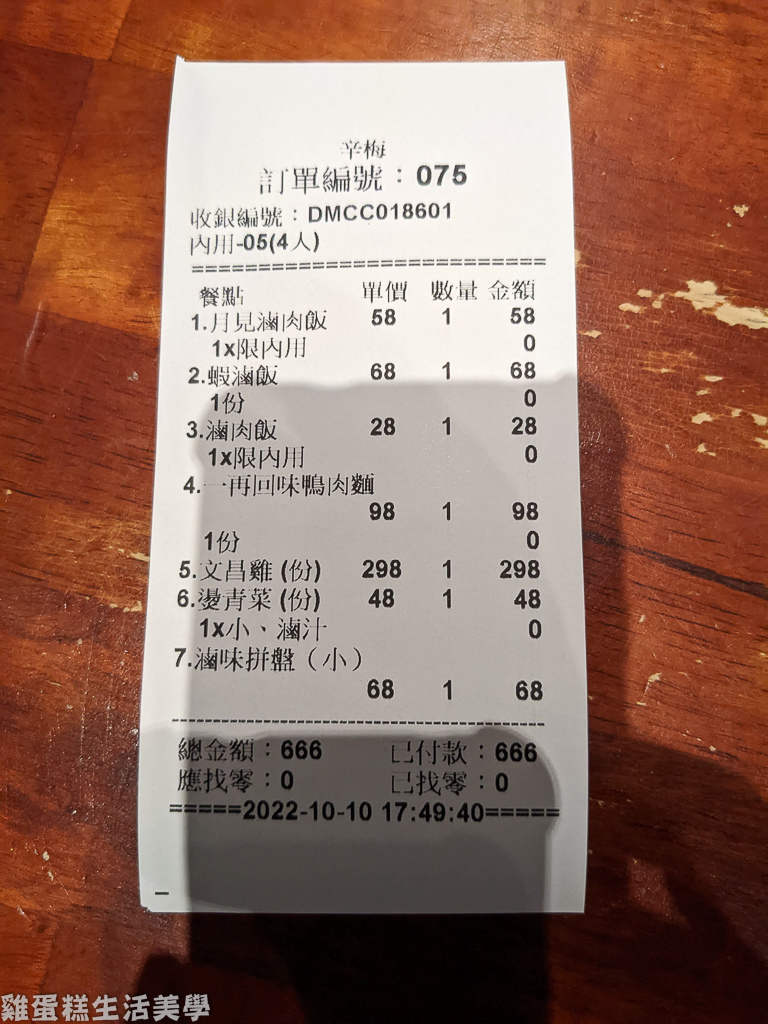 辛梅
訂單編號：075
收銀編號：DMCC018601
內用-05(4人)
===========================
餐點 單價 數量 金額
1.月見滷肉飯 58 1 58
1x限內用 0
2.蝦滷飯 68 1 68
1份 0
3.滷肉飯 28 1 28
1x限內用 0
4.一再回味鴨肉麵
98 1 98
1份 0
5.文昌雞 (份) 298 1 298
6.燙青菜 (份) 48 1 48
1x小、滷汁 0
7.滷味拼盤（小）
68 1 68
--------------------------------------------------
總金額：666 已付款：666
應找零：0 已找零：0
=====2022-10-10 17:49:40=====
雞蛋糕生活美學